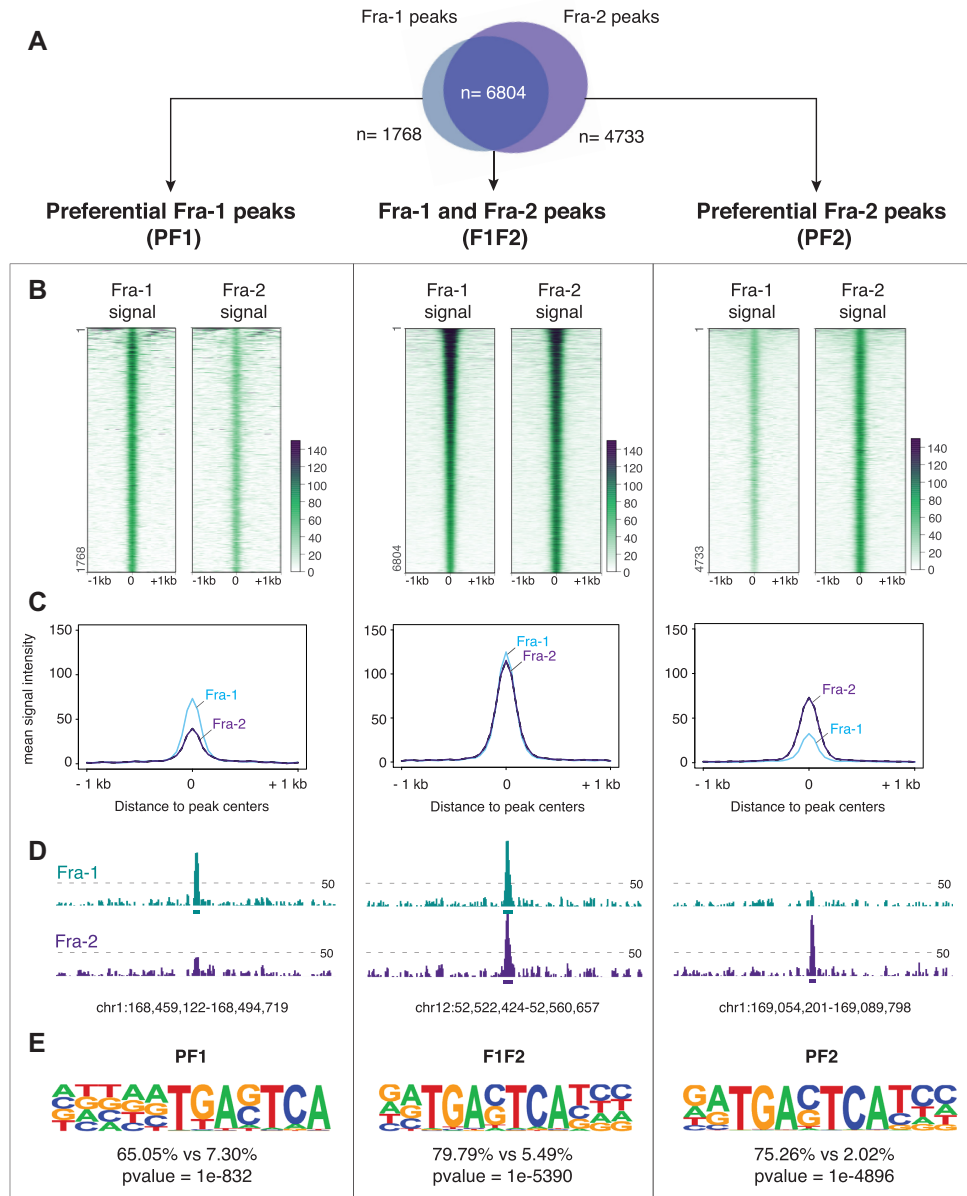 A
Fra-1 peaks
Fra-2 peaks
n= 6804
n= 1768
n= 4733
Preferential Fra-1 peaks
(PF1)
Fra-1 and Fra-2 peaks
(F1F2)
Preferential Fra-2 peaks
(PF2)
B
Fra-1
signal
Fra-2
signal
1
1768
-1kb 0 +1kb
-1kb 0 +1kb
140
120
100
80
60
40
20
0
Fra-1
signal
Fra-2
signal
1
6804
-1kb 0 +1kb
-1kb 0 +1kb
140
120
100
80
60
40
20
0
Fra-1
signal
Fra-2
signal
1
4733
-1kb 0 +1kb
-1kb 0 +1kb
140
120
100
80
60
40
20
0
C
mean signal intensity
150
100
50
0
Fra-1
Fra-2
- 1 kb 0 + 1 kb
Distance to peak centers
150
100
50
0
Fra-1
Fra-2
- 1 kb 0 + 1 kb
Distance to peak centers
150
100
50
0
Fra-2
Fra-1
- 1 kb 0 + 1 kb
Distance to peak centers
D
Fra-1
50
50
50
Fra-2
50
50
50
chr1:168,459,122-168,494,719
chr12:52,522,424-52,560,657
chr1:169,054,201-169,089,798
E
PF1
TGAGTCA
65.05% vs 7.30%
pvalue = 1e-832
F1F2
GATGACTCATCC
79.79% vs 5.49%
pvalue = 1e-5390
PF2
GATGACTCACCC
75.26% vs 2.02%
pvalue = 1e-4896